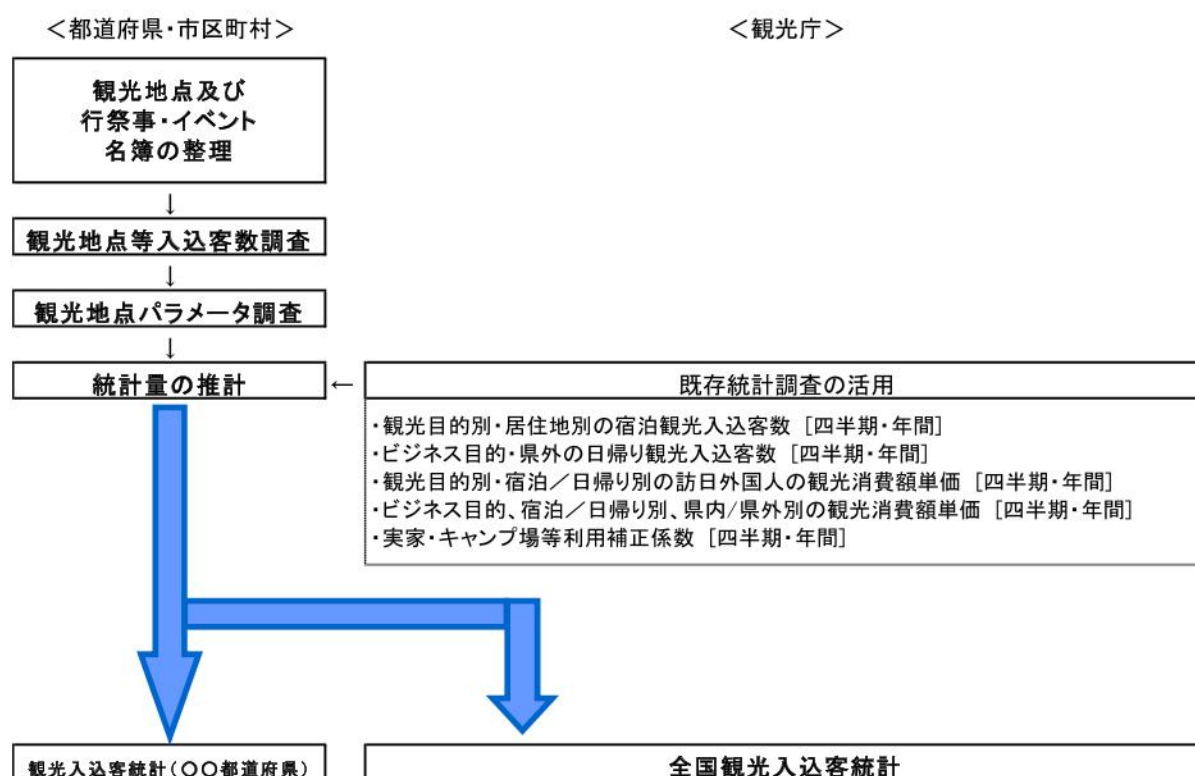 ＜都道府県・市区町村＞
＜観光庁＞
観光地点及び
行祭事・イベント
名簿の整理
↓
観光地点等入込客数調査
↓
観光地点パラメータ調査
↓
統計量の推計
←
既存統計調査の活用
・観光目的別・居住地別の宿泊観光入込客数 [四半期・年間]
・ビジネス目的・県外の日帰り観光入込客数 [四半期・年間]
・観光目的別・宿泊／日帰り別の訪日外国人の観光消費額単価 [四半期・年間]
・ビジネス目的、宿泊／日帰り別、県内/県外別の観光消費額単価 [四半期・年間]
・実家・キャンプ場等利用補正係数 [四半期・年間]
観光入込客統計(〇〇都道府県)
全国観光入込客統計